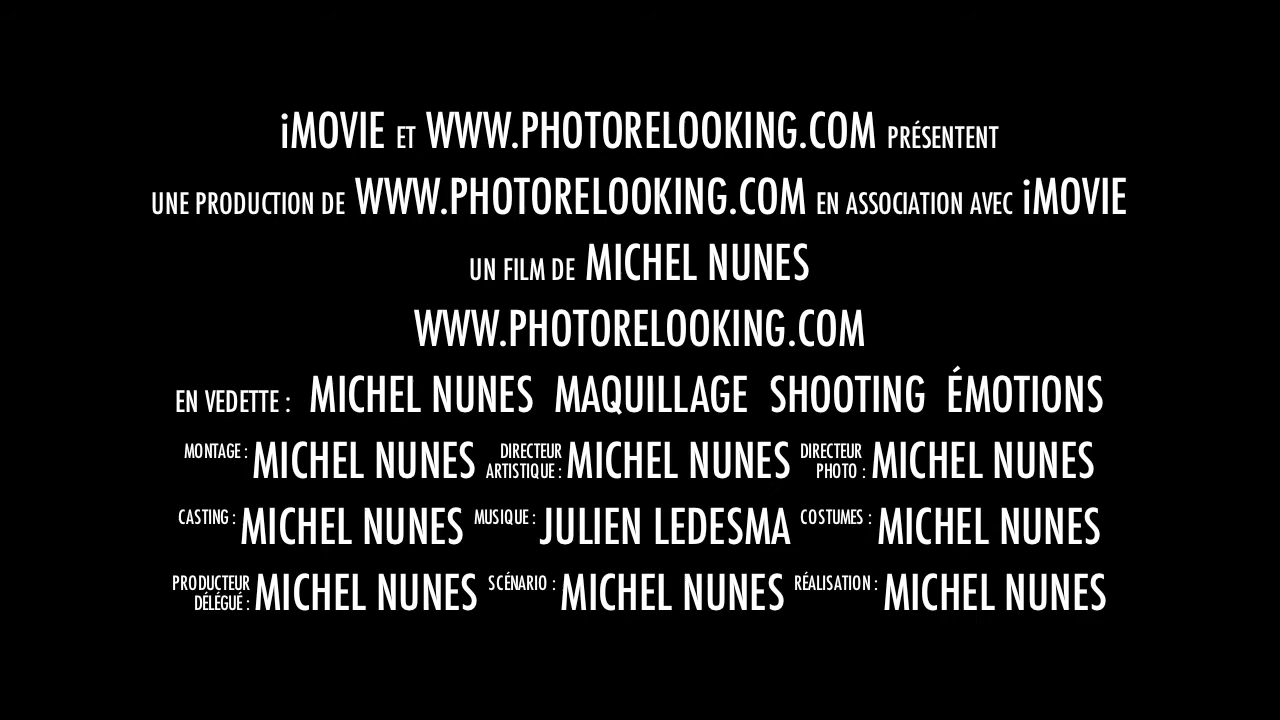 iMOVIE ET WWW.PHOTORELOOKING.COM PRÉSENTENT
UNE PRODUCTION DE WWW.PHOTORELOOKING.COM EN ASSOCIATION AVEC iMOVIE
UN FILM DE MICHEL NUNES
WWW.PHOTORELOOKING.COM
EN VEDETTE : MICHEL NUNES MAQUILLAGE SHOOTING ÉMOTIONS
MONTAGE : MICHEL NUNES DIRECTEUR ARTISTIQUE : MICHEL NUNES DIRECTEUR PHOTO : MICHEL NUNES
CASTING : MICHEL NUNES MUSIQUE : JULIEN LEDESMA COSTUMES : MICHEL NUNES
PRODUCTEUR DÉLÉGUÉ : MICHEL NUNES SCÉNARIO : MICHEL NUNES RÉALISATION : MICHEL NUNES